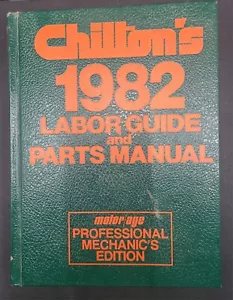 Chilton's
1982
LABOR GUIDE
and
PARTS MANUAL
motor/age
PROFESSIONAL
MECHANIC'S
EDITION